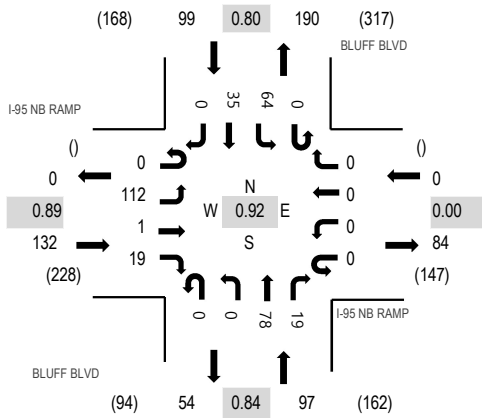 (168) 99 0.80 190 (317)
BLUFF BLVD
0 35 64 0
I-95 NB RAMP
() ()
0 0
0 0
112 0
N
0.89 W 0.92 E 0.00
1 0
S
132 19 0 84
(228) (147)
0 0 78 19
I-95 NB RAMP
BLUFF BLVD
(94) 54 0.84 97 (162)